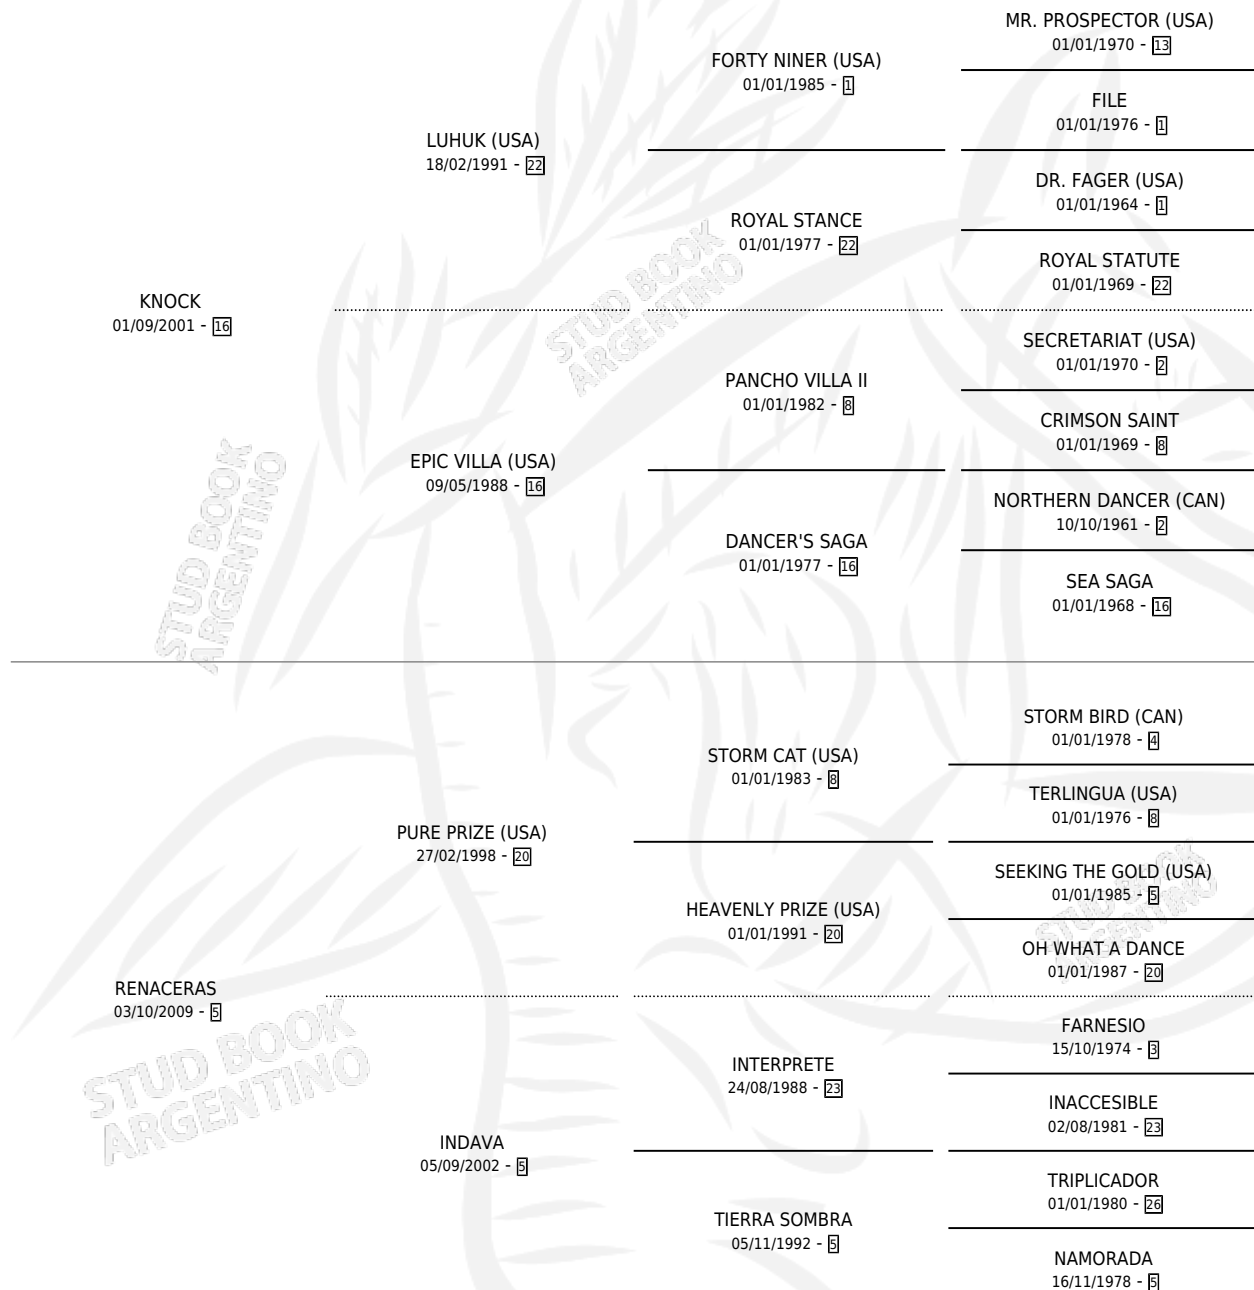 MR. PROSPECTOR (USA)
01/01/1970 - 13
FORTY NINER (USA)
01/01/1985 - 1
FILE
01/01/1976 - 1
LUHUK (USA)
18/02/1991 - 22
DR. FAGER (USA)
01/01/1964 - 1
ROYAL STANCE
01/01/1977 - 22
ROYAL STATUTE
01/01/1969 - 22
KNOCK
01/09/2001 - 16
SECRETARIAT (USA)
01/01/1970 - 2
PANCHO VILLA II
01/01/1982 - 8
CRIMSON SAINT
01/01/1969 - 8
EPIC VILLA (USA)
09/05/1988 - 16
NORTHERN DANCER (CAN)
10/10/1961 - 2
DANCER'S SAGA
01/01/1977 - 16
SEA SAGA
01/01/1968 - 16
STORM BIRD (CAN)
01/01/1978 - 4
STORM CAT (USA)
01/01/1983 - 8
TERLINGUA (USA)
01/01/1976 - 8
PURE PRIZE (USA)
27/02/1998 - 20
SEEKING THE GOLD (USA)
01/01/1985 - 5
HEAVENLY PRIZE (USA)
01/01/1991 - 20
OH WHAT A DANCE
01/01/1987 - 20
RENACERAS
03/10/2009 - 5
FARNESIO
15/10/1974 - 3
INTERPRETE
24/08/1988 - 23
INACCESIBLE
02/08/1981 - 23
INDAVA
05/09/2002 - 5
TRIPLICADOR
01/01/1980 - 26
TIERRA SOMBRA
05/11/1992 - 5
NAMORADA
16/11/1978 - 5
STUD BOOK
ARGENTINO
STUD BOOK
ARGENTINO
STUD BOOK
ARGENTINO
STUD BOOK
ARGENTINO